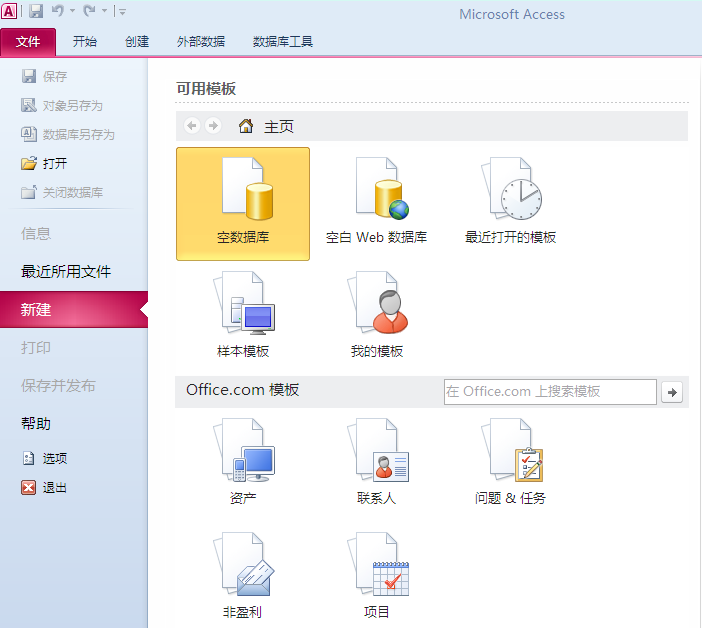 Microsoft Access
文件 开始 创建 外部数据 数据库工具
保存
对象另存为
数据库另存为
打开
关闭数据库
信息
最近所用文件
新建
打印
保存并发布
帮助
选项
退出
可用模板
主页
空数据库 空白 Web 数据库 最近打开的模板
样本模板 我的模板
Office.com 模板 在 Office.com 上搜索模板
资产 联系人 问题 & 任务
非盈利 项目